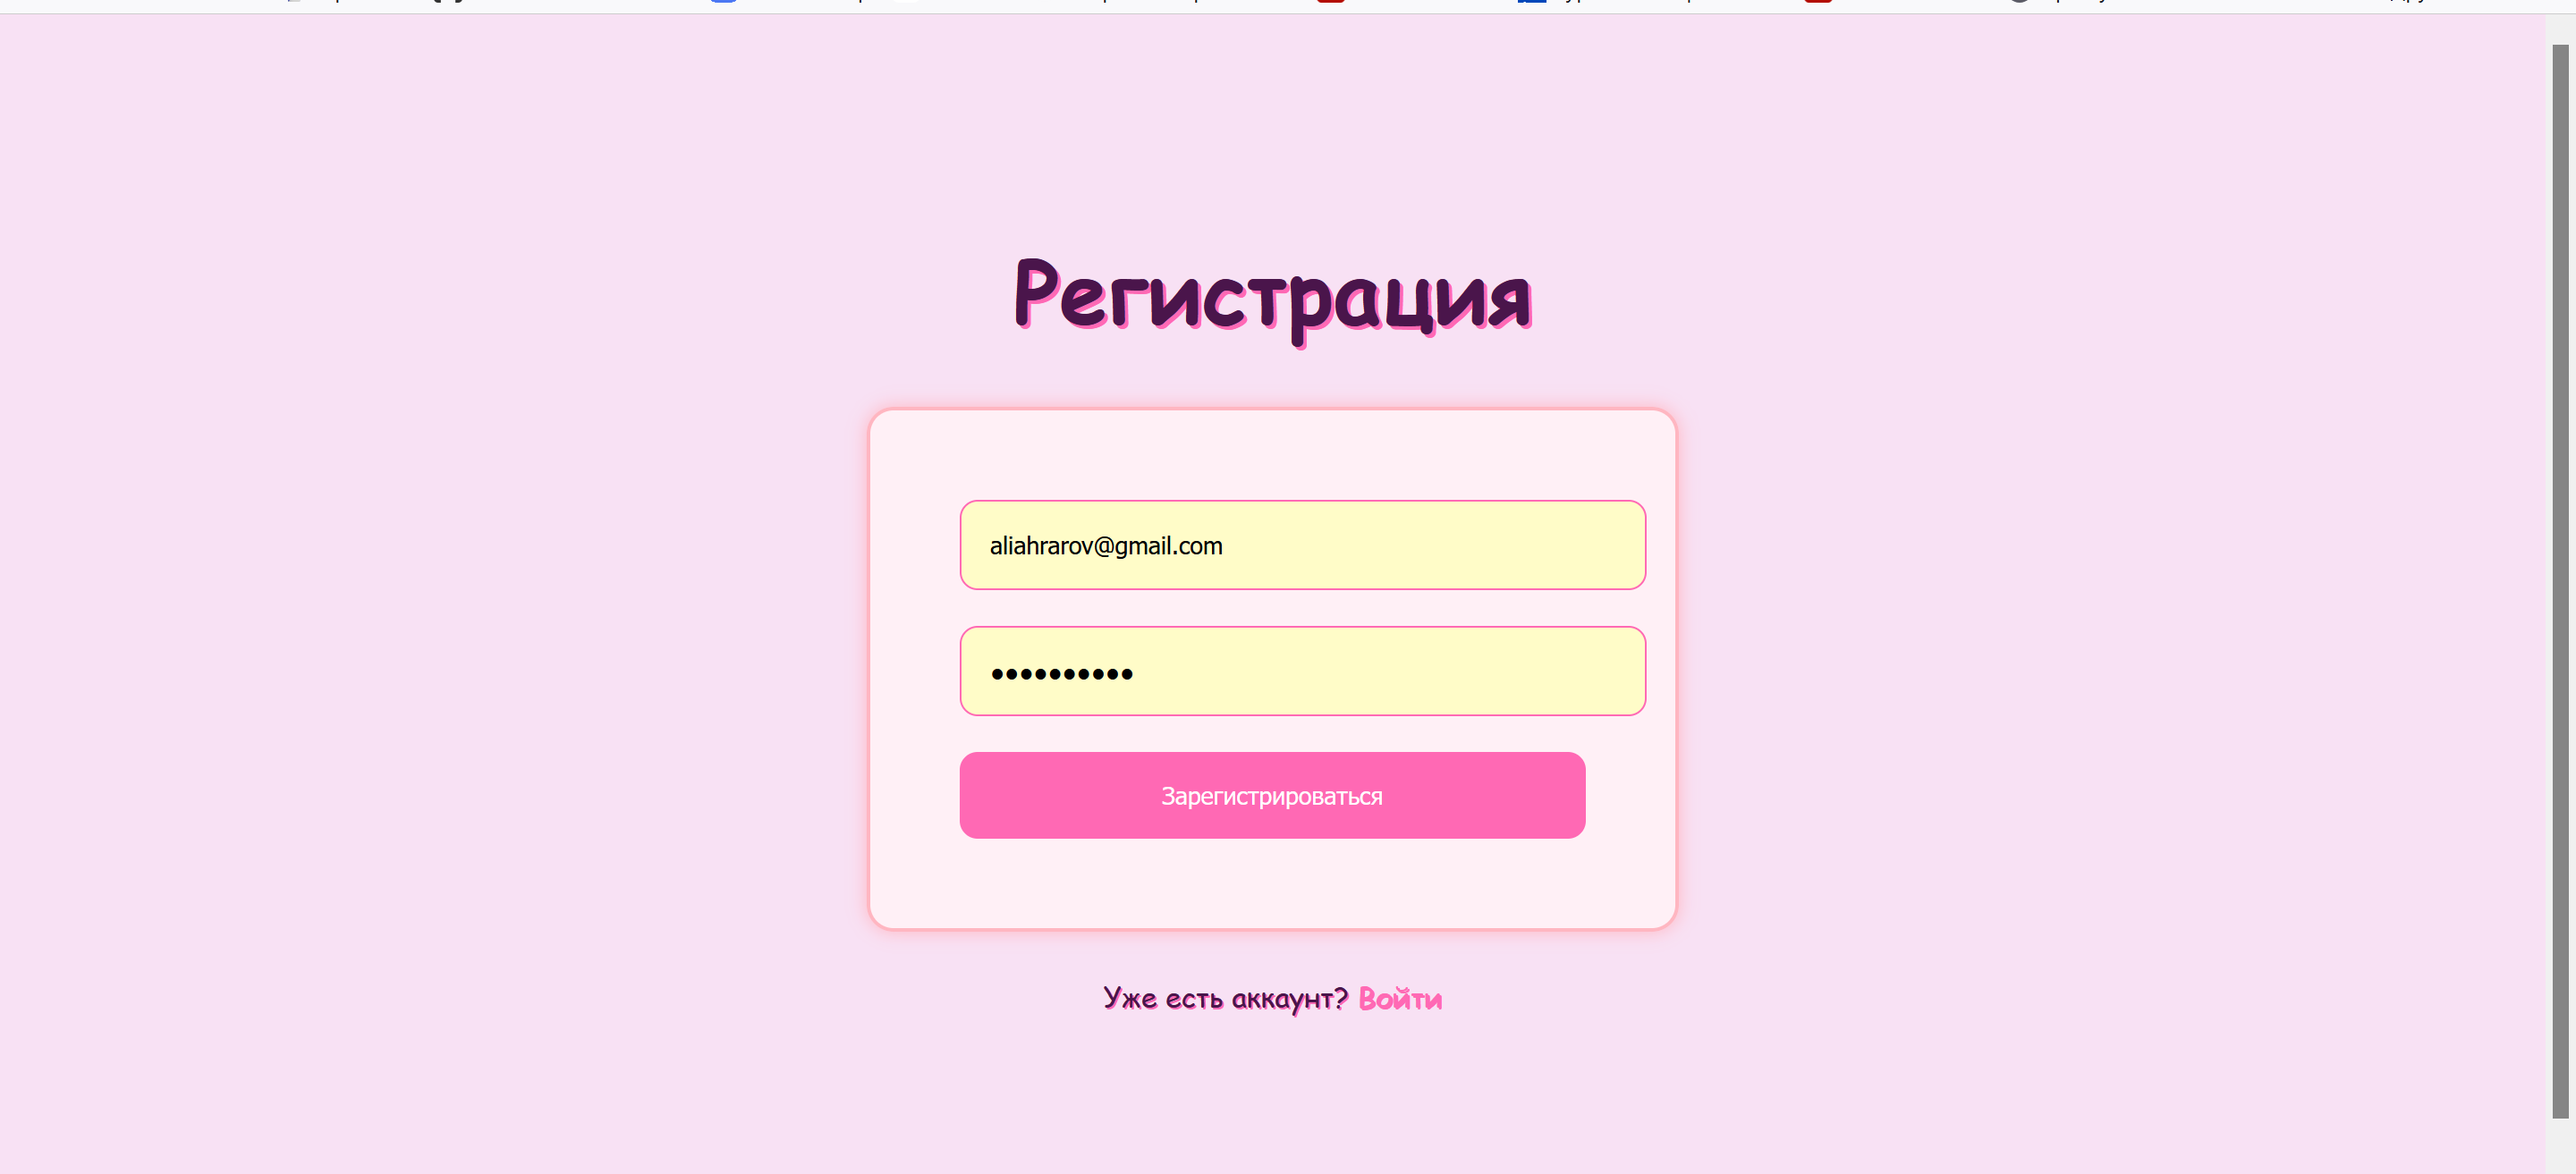 Регистрация
aliahrarov@gmail.com
••••••••••
Зарегистрироваться
Уже есть аккаунт? Войти